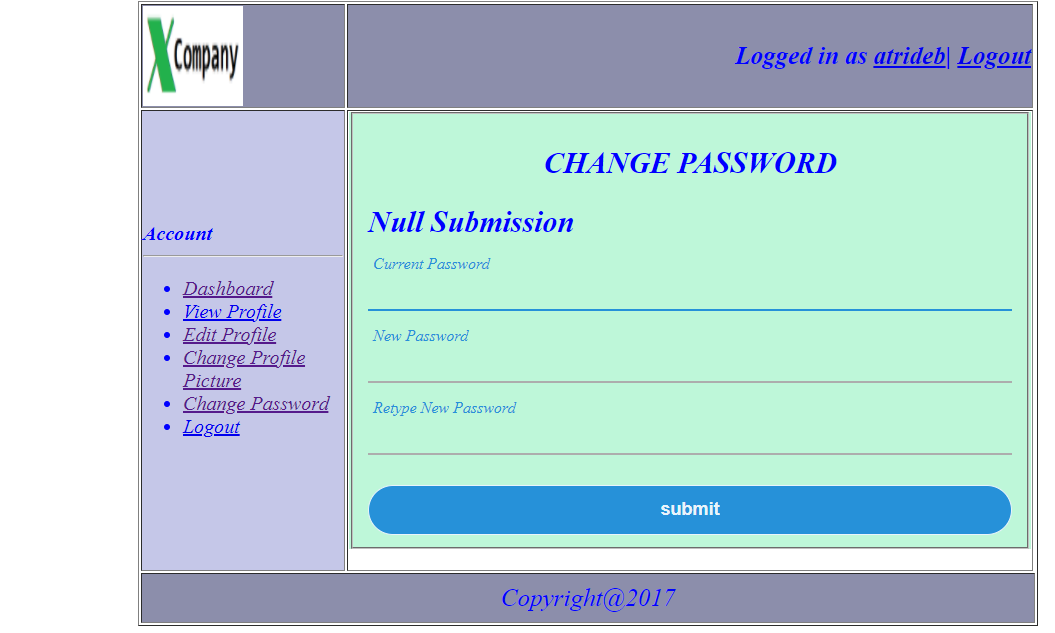 X Company
Logged in as atrideb| Logout
Account
Dashboard
View Profile
Edit Profile
Change Profile
Picture
Change Password
Logout
CHANGE PASSWORD
Null Submission
Current Password
New Password
Retype New Password
submit
Copyright@2017